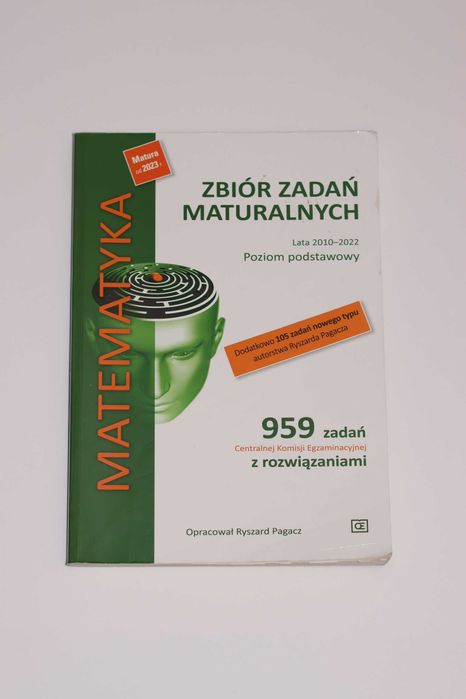 Matura
od 2023 r.
MATEMATYKA
ZBIÓR ZADAŃ
MATURALNYCH
Lata 2010–2022
Poziom podstawowy
Dodatkowo 105 zadań nowego typu
autorstwa Ryszarda Pagacza
959 zadań
Centralnej Komisji Egzaminacyjnej
z rozwiązaniami
Opracował Ryszard Pagacz
OE